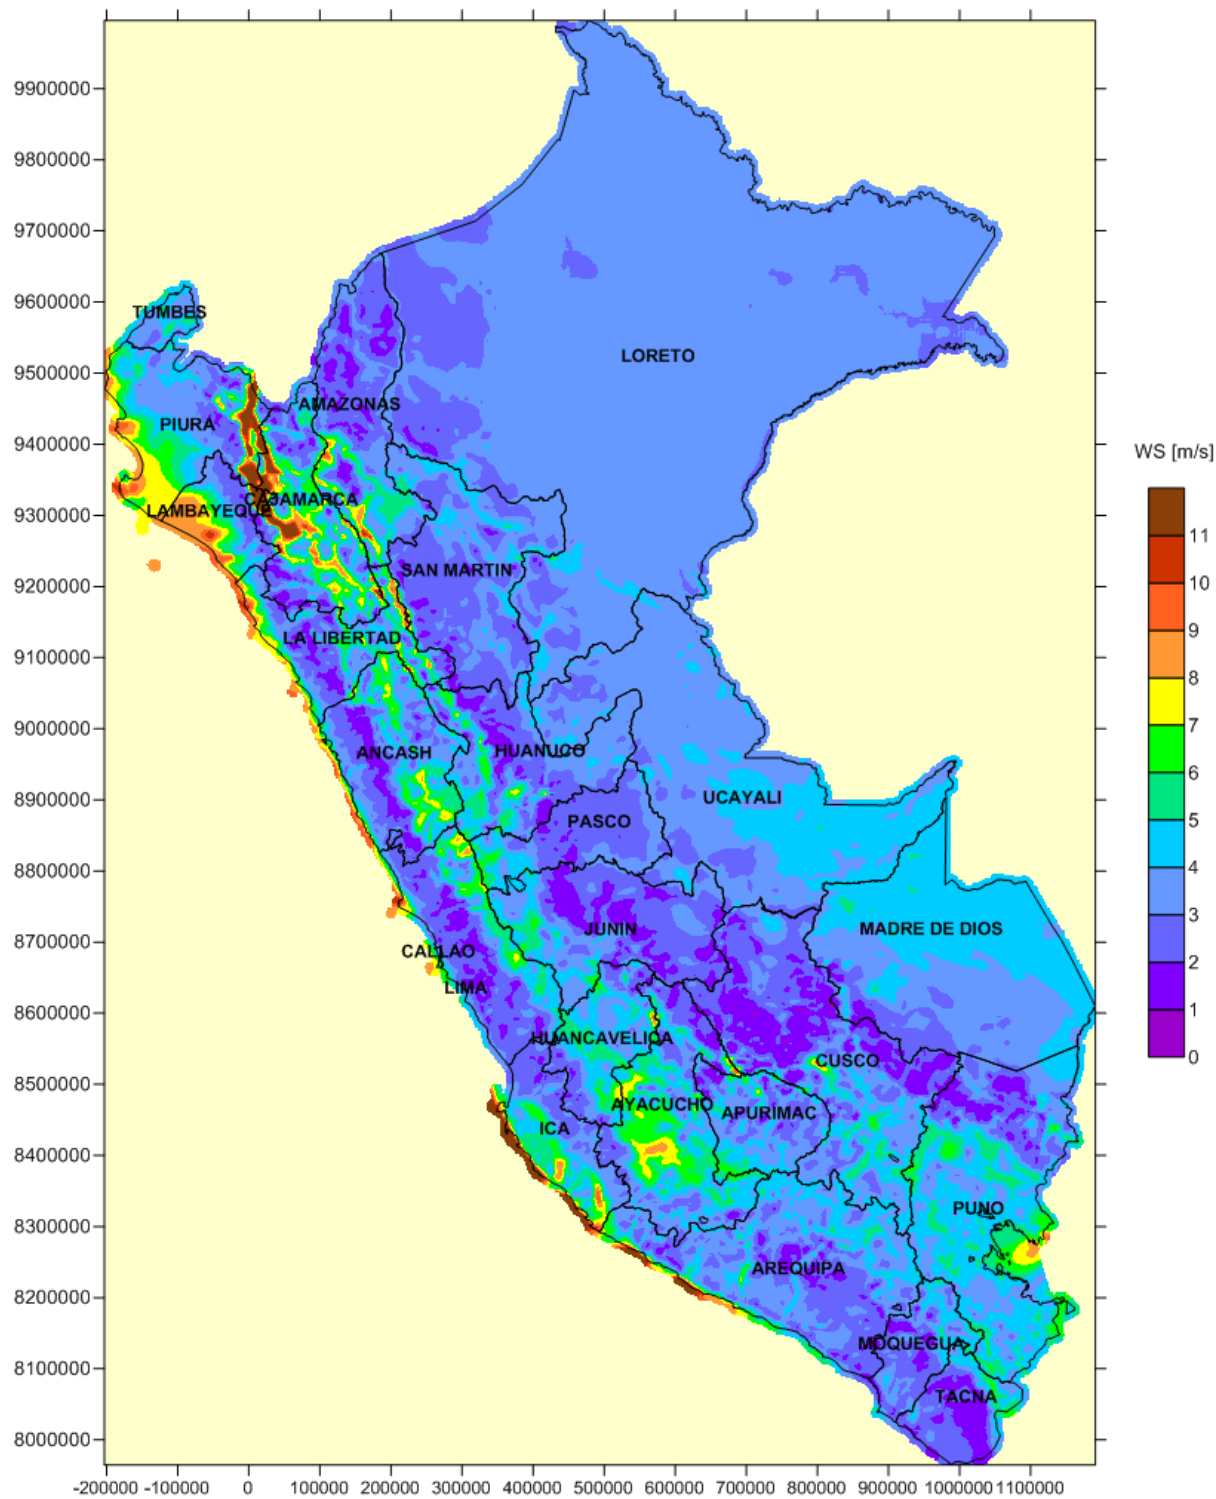 9900000
9800000
9700000
9600000
9500000
9400000
9300000
9200000
9100000
9000000
8900000
8800000
8700000
8600000
8500000
8400000
8300000
8200000
8100000
8000000
-200000 -100000 0 100000 200000 300000 400000 500000 600000 700000 800000 900000 1000000 1100000
TUMBES
LORETO
AMAZONAS
PIURA
CAJAMARCA
LAMBAYEQUE
SAN MARTIN
LA LIBERTAD
ANCASH
HUANUCO
UCAYALI
PASCO
JUNIN
MADRE DE DIOS
CALLAO
LIMA
HUANCAVELICA
CUSCO
AYACUCHO
APURIMAC
ICA
PUNO
AREQUIPA
MOQUEGUA
TACNA
WS [m/s]
11
10
9
8
7
6
5
4
3
2
1
0